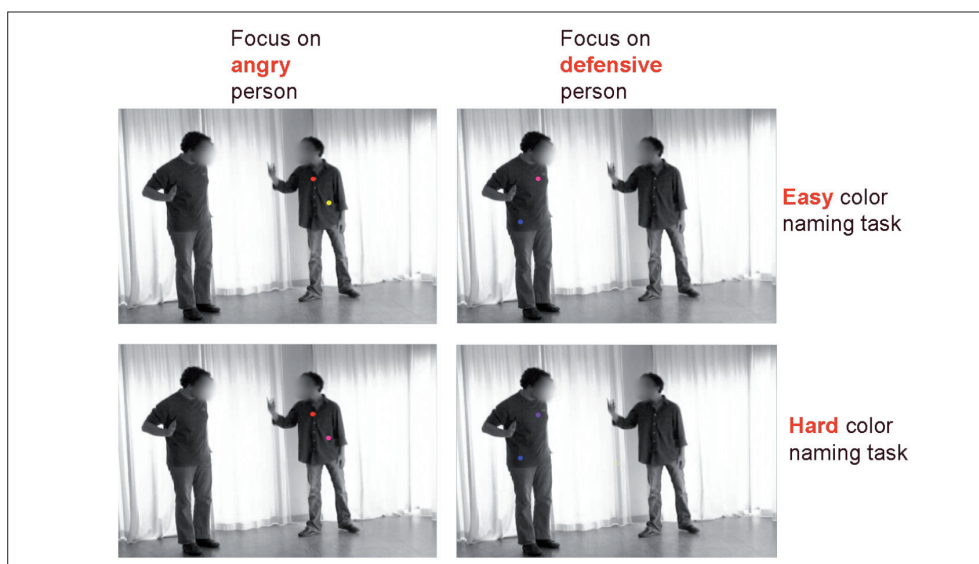 Focus on
angry
person
Focus on
defensive
person
Easy color
naming task
Hard color
naming task